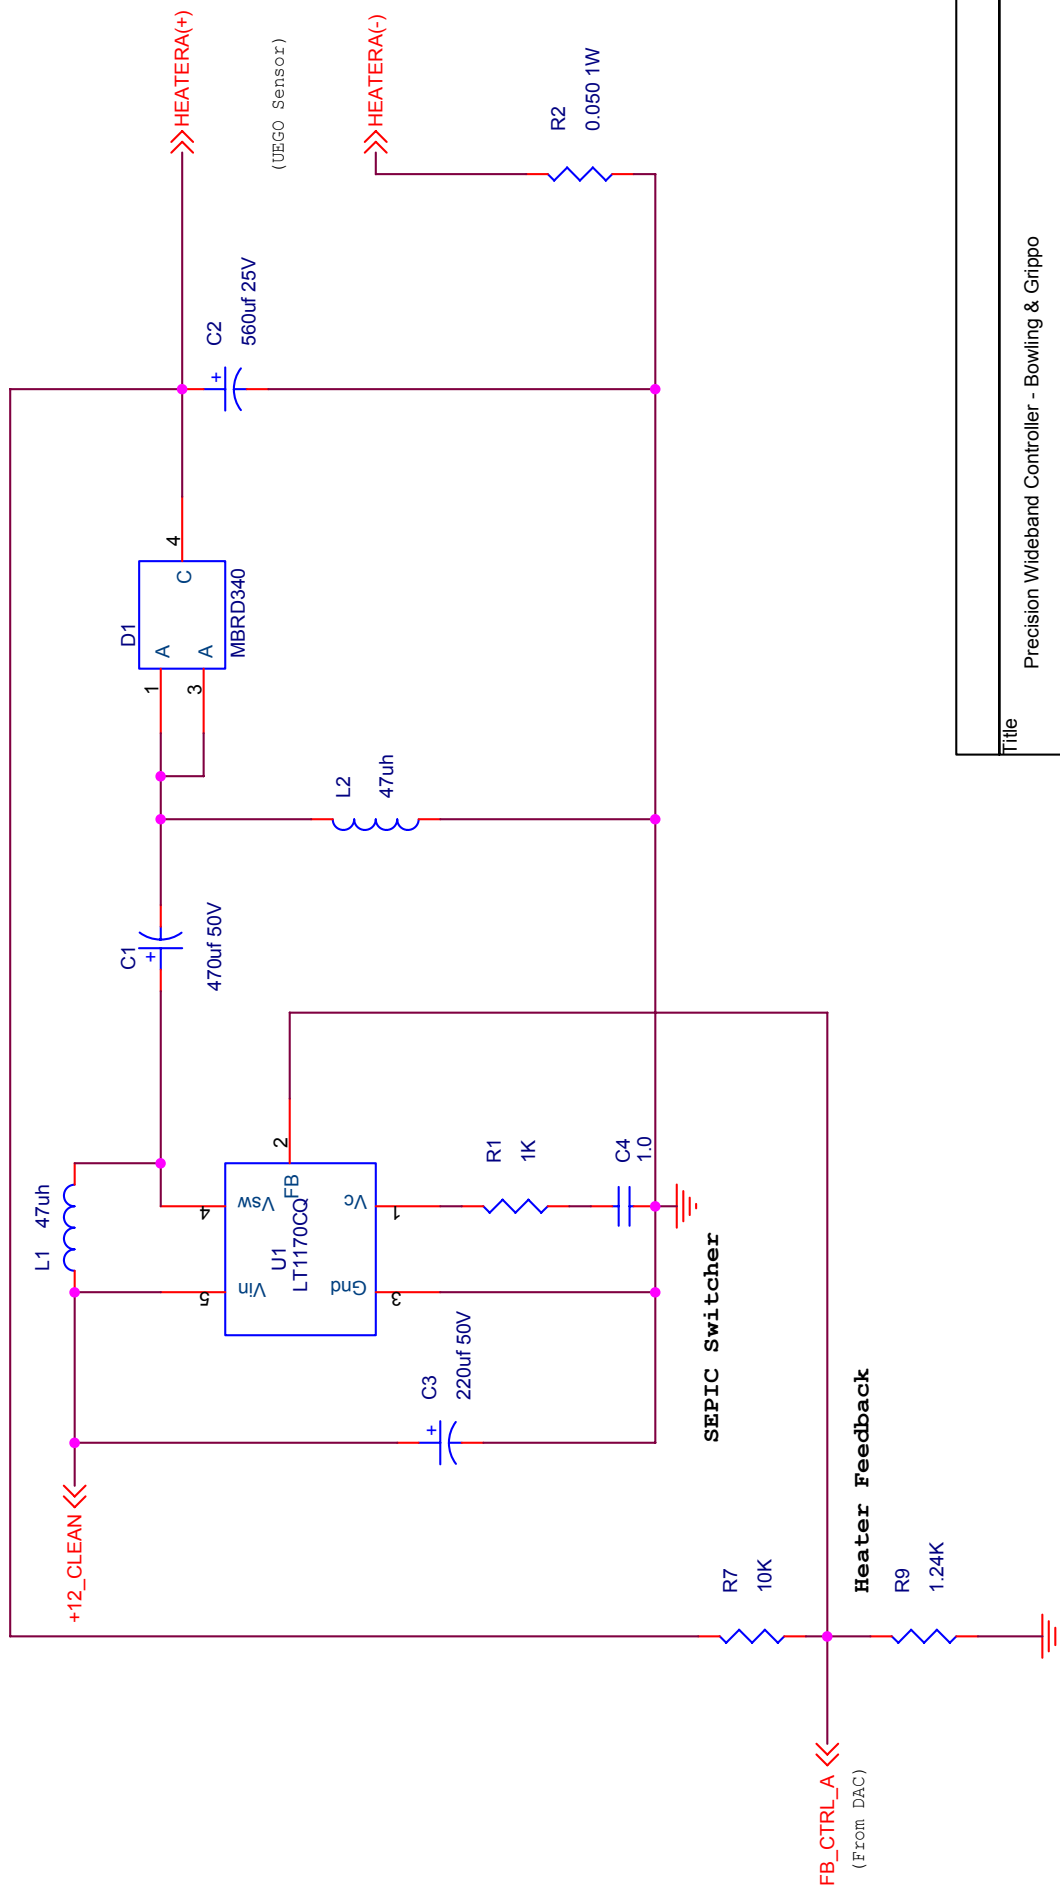 HEATERA(+)
(UEGO Sensor)
HEATERA(-)
R2
0.050 1W
C2
560uf 25V
+
4
C
D1
MBRD340
A
A
1
3
L2
47uh
C1
470uf 50V
+
L1 47uh
2
FB
4
Vsw
U1
LT1170CQ
Vc
1
5
Vin
Gnd
3
R1
1K
C4
1.0
C3
220uf 50V
+
SEPIC Switcher
+12_CLEAN
R7
10K
Heater Feedback
R9
1.24K
FB_CTRL_A
(From DAC)
Title
Precision Wideband Controller - Bowling & Grippo